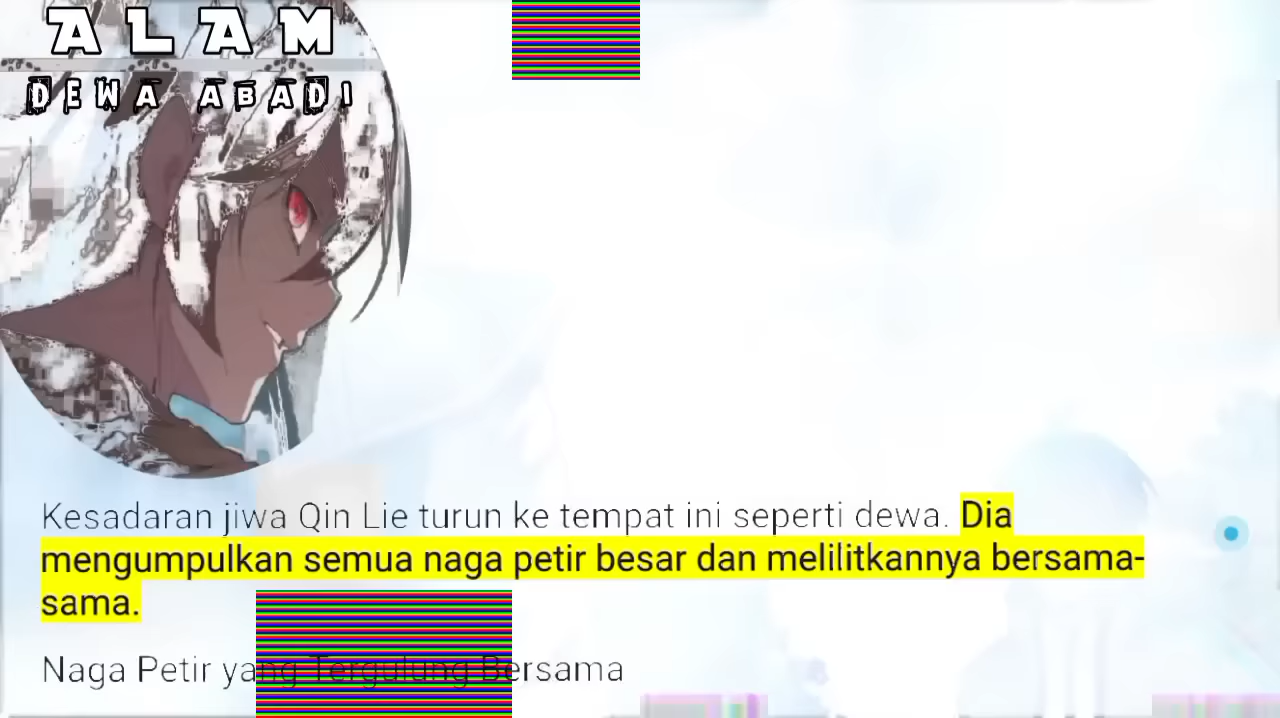 ALAM
DEWA ABADI
Kesadaran jiwa Qin Lie turun ke tempat ini seperti dewa. Dia
mengumpulkan semua naga petir besar dan melilitkannya bersama-
sama.
Naga Petir yang Tergulung Bersama